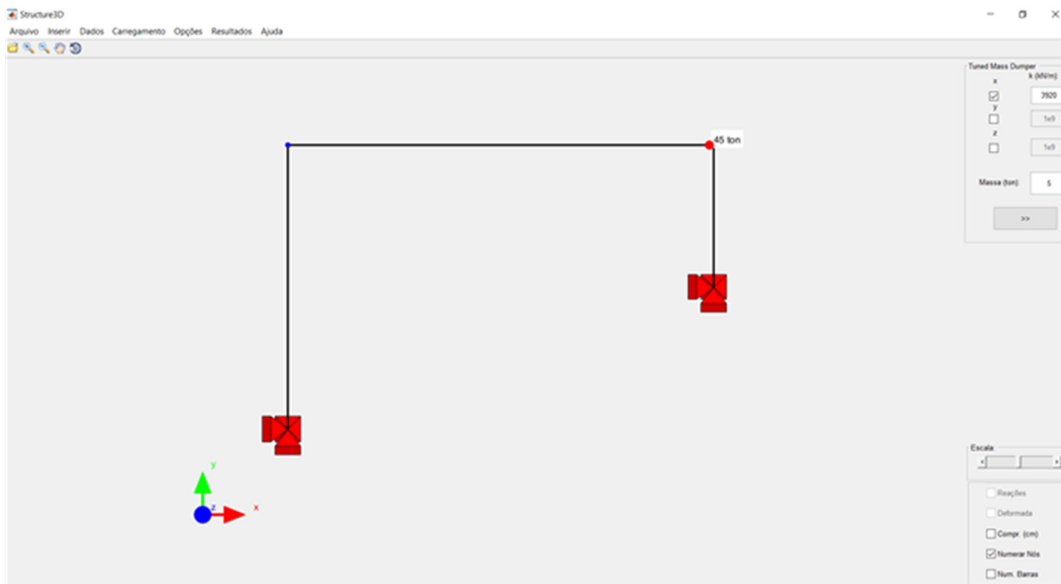 Structure3D
Arquivo Inserir Dados Carregamento Opções Resultados Ajuda
Tuned Mass Dumper
k (kN/m):
x
3920
y
1e9
z
1e9
45 ton
Massa (ton):
5
>>
y
z
x
Escala
Reações
Deformada
Compr. (cm)
Numerar Nós
Num. Barras